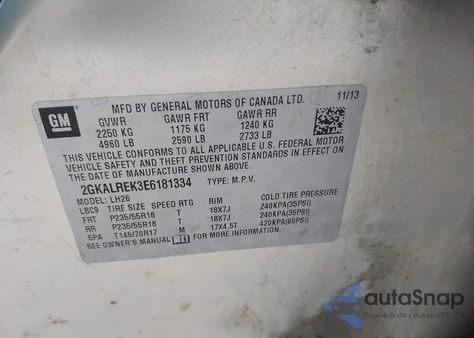 GM
MFD BY GENERAL MOTORS OF CANADA LTD. 11/13
GVWR GAWR FRT GAWR RR
2250 KG 1175 KG 1240 KG
4960 LB 2590 LB 2733 LB
THIS VEHICLE CONFORMS TO ALL APPLICABLE U.S. FEDERAL MOTOR
VEHICLE SAFETY, BUMPER, AND THEFT PREVENTION STANDARDS IN EFFECT ON
THE DATE OF MANUFACTURE SHOWN ABOVE.
2GKALREK3E6181334 TYPE: M.P.V.
MODEL: LH26
LBC9 TIRE SIZE SPEED RTG RIM COLD TIRE PRESSURE
FRT P235/55R18 T 18X7J 240KPA(35PSI)
RR P235/55R18 T 18X7J 240KPA(35PSI)
SPA T145/70R17 M 17X4.5T 420KPA(60PSI)
SEE OWNER'S MANUAL FOR ADDITIONAL INFORMATION.
autoSnap